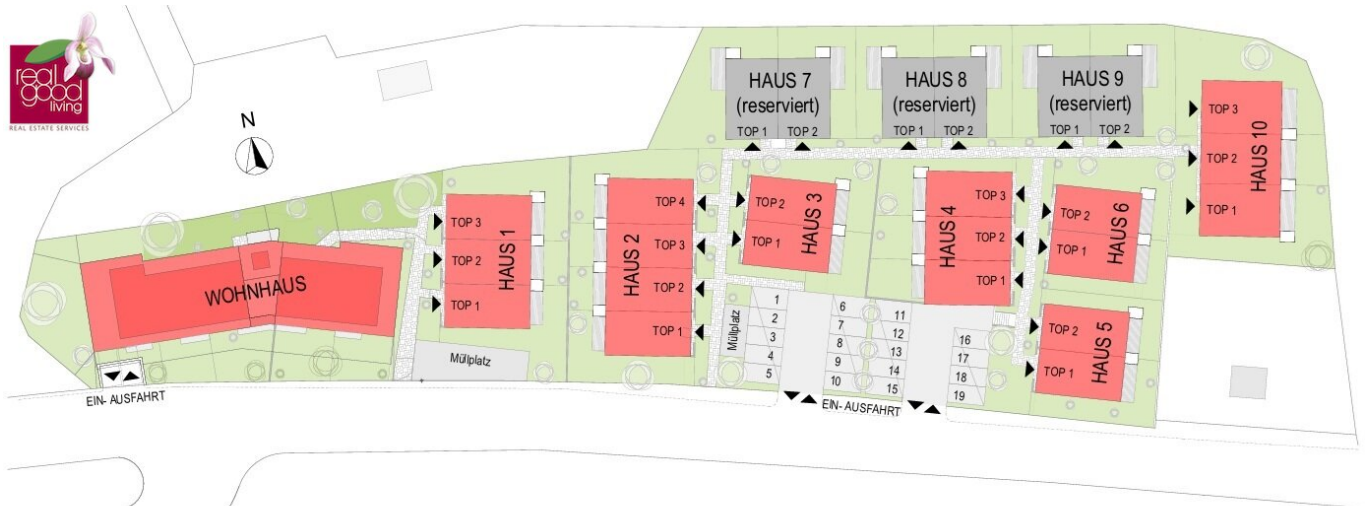 real
good
living
REAL ESTATE SERVICES
N
WOHNHAUS
EIN- AUSFAHRT
HAUS 1
TOP 3
TOP 2
TOP 1
Müllplatz
HAUS 2
TOP 4
TOP 3
TOP 2
TOP 1
HAUS 7
(reserviert)
TOP 1 TOP 2
HAUS 8
(reserviert)
TOP 1 TOP 2
HAUS 9
(reserviert)
TOP 1 TOP 2
HAUS 10
TOP 3
TOP 2
TOP 1
HAUS 3
TOP 2
TOP 1
HAUS 4
TOP 3
TOP 2
TOP 1
HAUS 6
TOP 2
TOP 1
HAUS 5
TOP 2
TOP 1
Müllplatz
1
2
3
4
5
6
7
8
9
10
11
12
13
14
15
16
17
18
19
EIN- AUSFAHRT